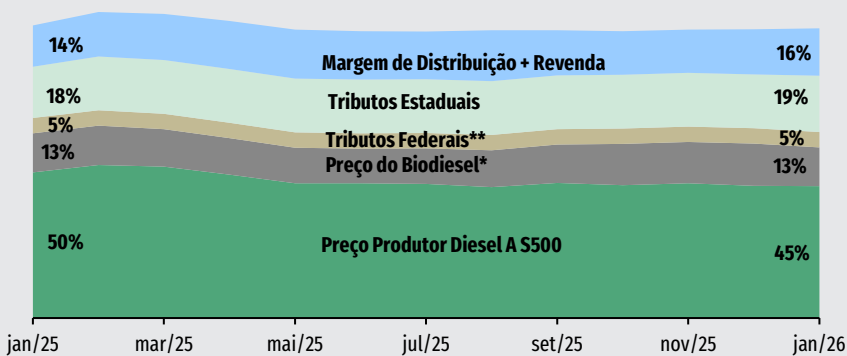 14%
Margem de Distribuição + Revenda
16%
18%
Tributos Estaduais
19%
5%
Tributos Federais**
5%
13%
Preço do Biodiesel*
13%
50%
Preço Produtor Diesel A S500
45%
jan/25 mar/25 mai/25 jul/25 set/25 nov/25 jan/26